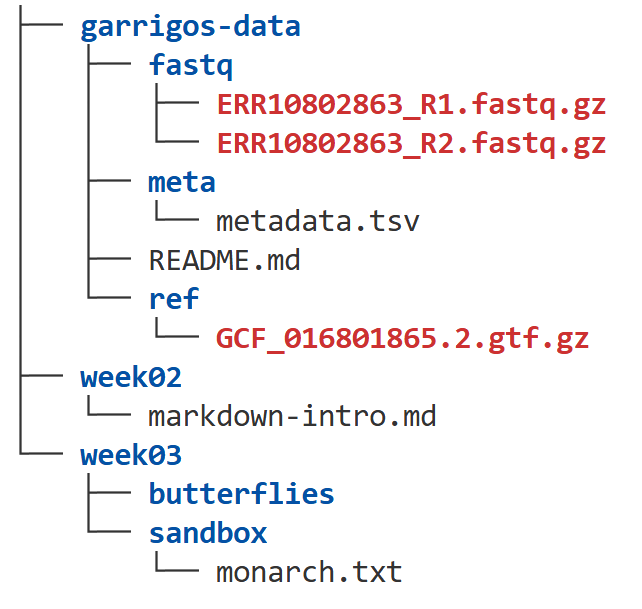 garrigos-data
fastq
ERR10802863_R1.fastq.gz
ERR10802863_R2.fastq.gz
meta
metadata.tsv
README.md
ref
GCF_016801865.2.gtf.gz
week02
markdown-intro.md
week03
butterflies
sandbox
monarch.txt